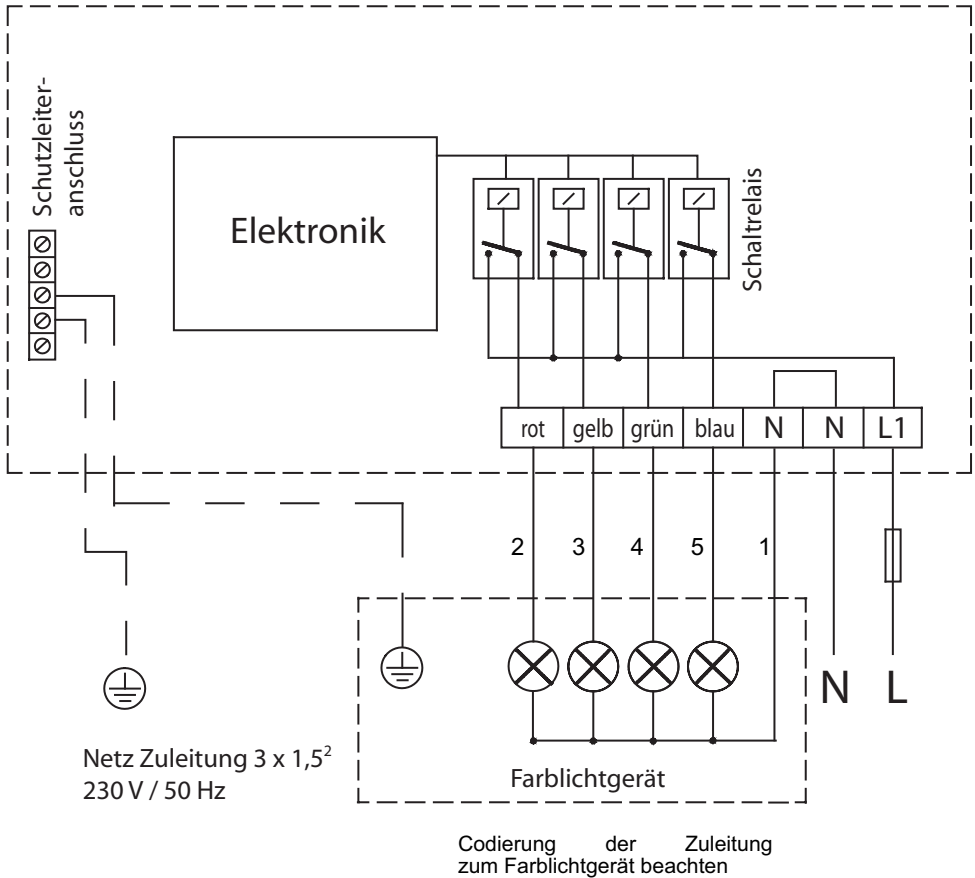 Schutzleiter-
anschluss
Elektronik
Schaltrelais
rot gelb grün blau N N L1
2 3 4 5 1
N L
Netz Zuleitung 3 x 1,5²
230 V / 50 Hz
Farblichtgerät
Codierung der Zuleitung
zum Farblichtgerät beachten